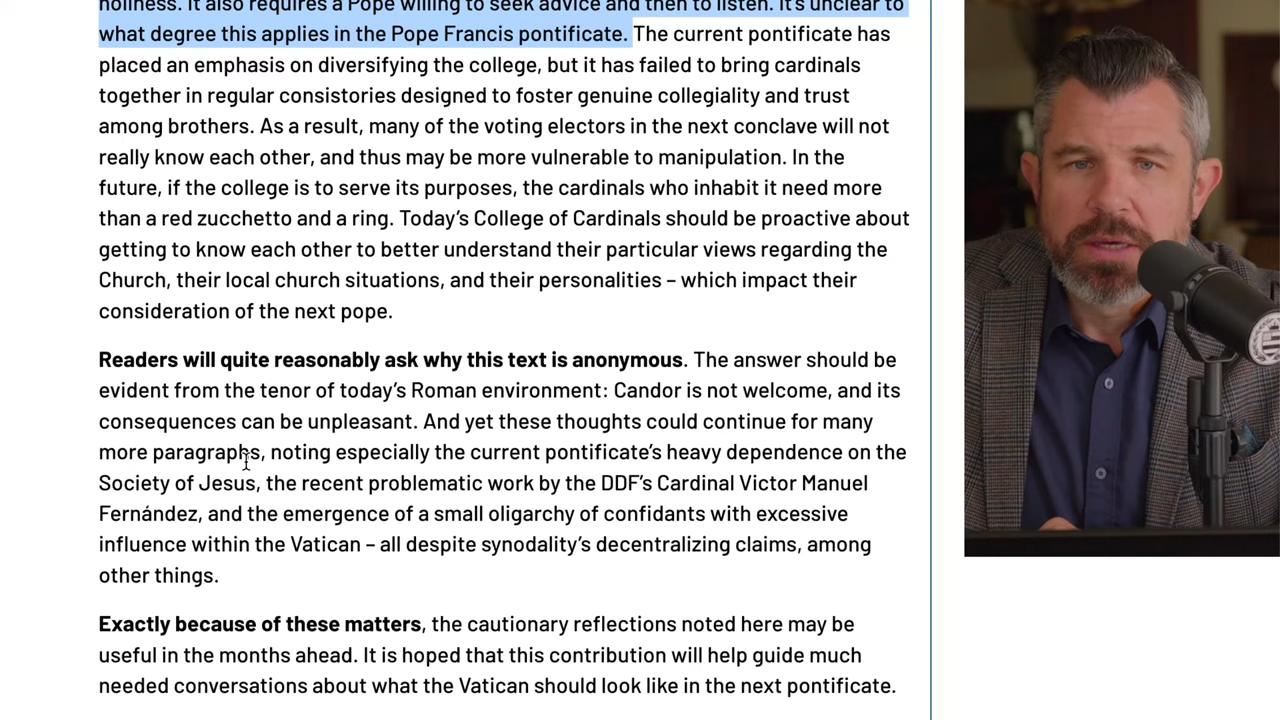 holiness. It also requires a Pope willing to seek advice and then to listen. It's unclear to
what degree this applies in the Pope Francis pontificate. The current pontificate has
placed an emphasis on diversifying the college, but it has failed to bring cardinals
together in regular consistories designed to foster genuine collegiality and trust
among brothers. As a result, many of the voting electors in the next conclave will not
really know each other, and thus may be more vulnerable to manipulation. In the
future, if the college is to serve its purposes, the cardinals who inhabit it need more
than a red zucchetto and a ring. Today's College of Cardinals should be proactive about
getting to know each other to better understand their particular views regarding the
Church, their local church situations, and their personalities – which impact their
consideration of the next pope.
Readers will quite reasonably ask why this text is anonymous. The answer should be
evident from the tenor of today's Roman environment: Candor is not welcome, and its
consequences can be unpleasant. And yet these thoughts could continue for many
more paragraphs, noting especially the current pontificate's heavy dependence on the
Society of Jesus, the recent problematic work by the DDF's Cardinal Victor Manuel
Fernández, and the emergence of a small oligarchy of confidants with excessive
influence within the Vatican – all despite synodality's decentralizing claims, among
other things.
Exactly because of these matters, the cautionary reflections noted here may be
useful in the months ahead. It is hoped that this contribution will help guide much
needed conversations about what the Vatican should look like in the next pontificate.